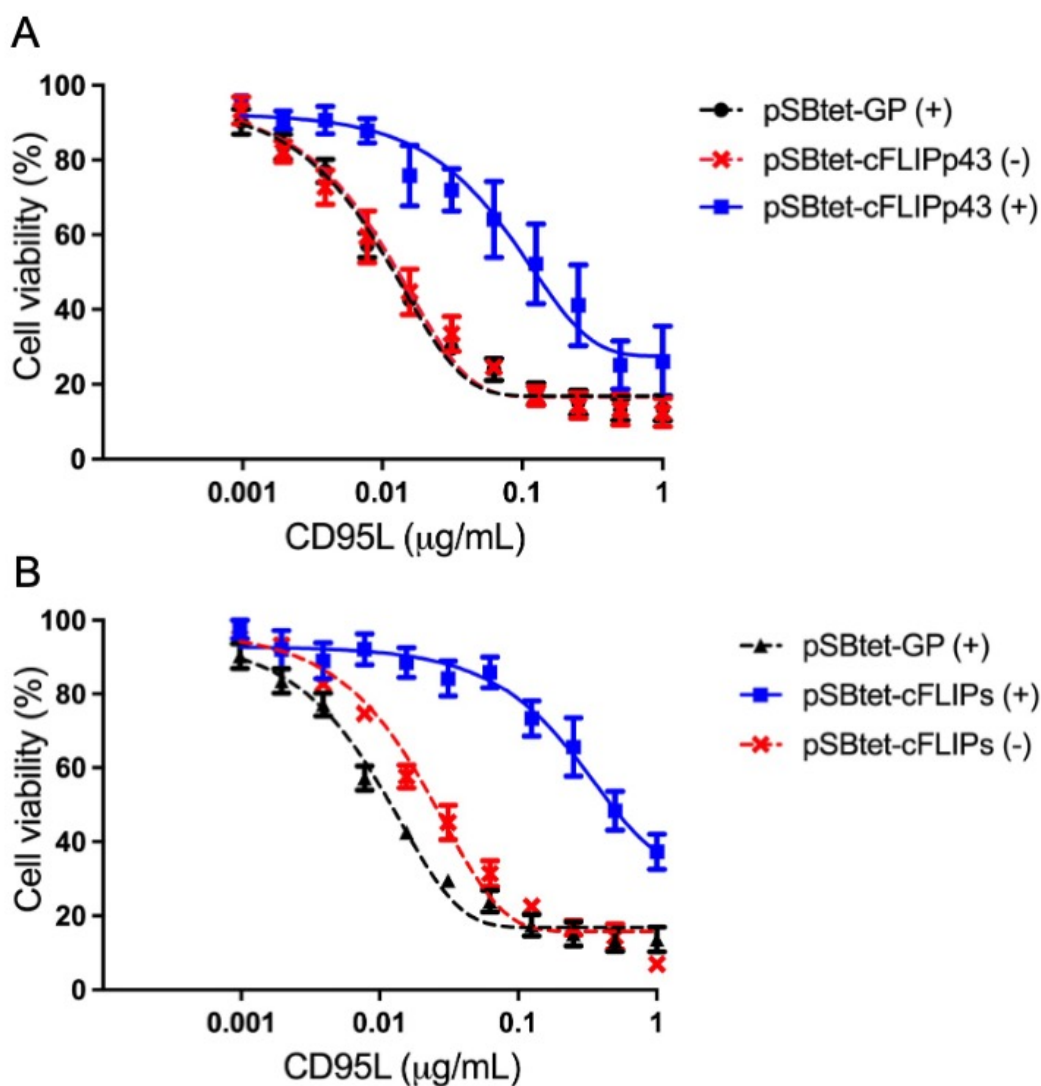 A
Cell viability (%)
100
80
60
40
20
0
0.001 0.01 0.1 1
CD95L (μg/mL)
pSBtet-GP (+)
pSBtet-cFLIPp43 (-)
pSBtet-cFLIPp43 (+)
B
Cell viability (%)
100
80
60
40
20
0
0.001 0.01 0.1 1
CD95L (μg/mL)
pSBtet-GP (+)
pSBtet-cFLIPs (+)
pSBtet-cFLIPs (-)